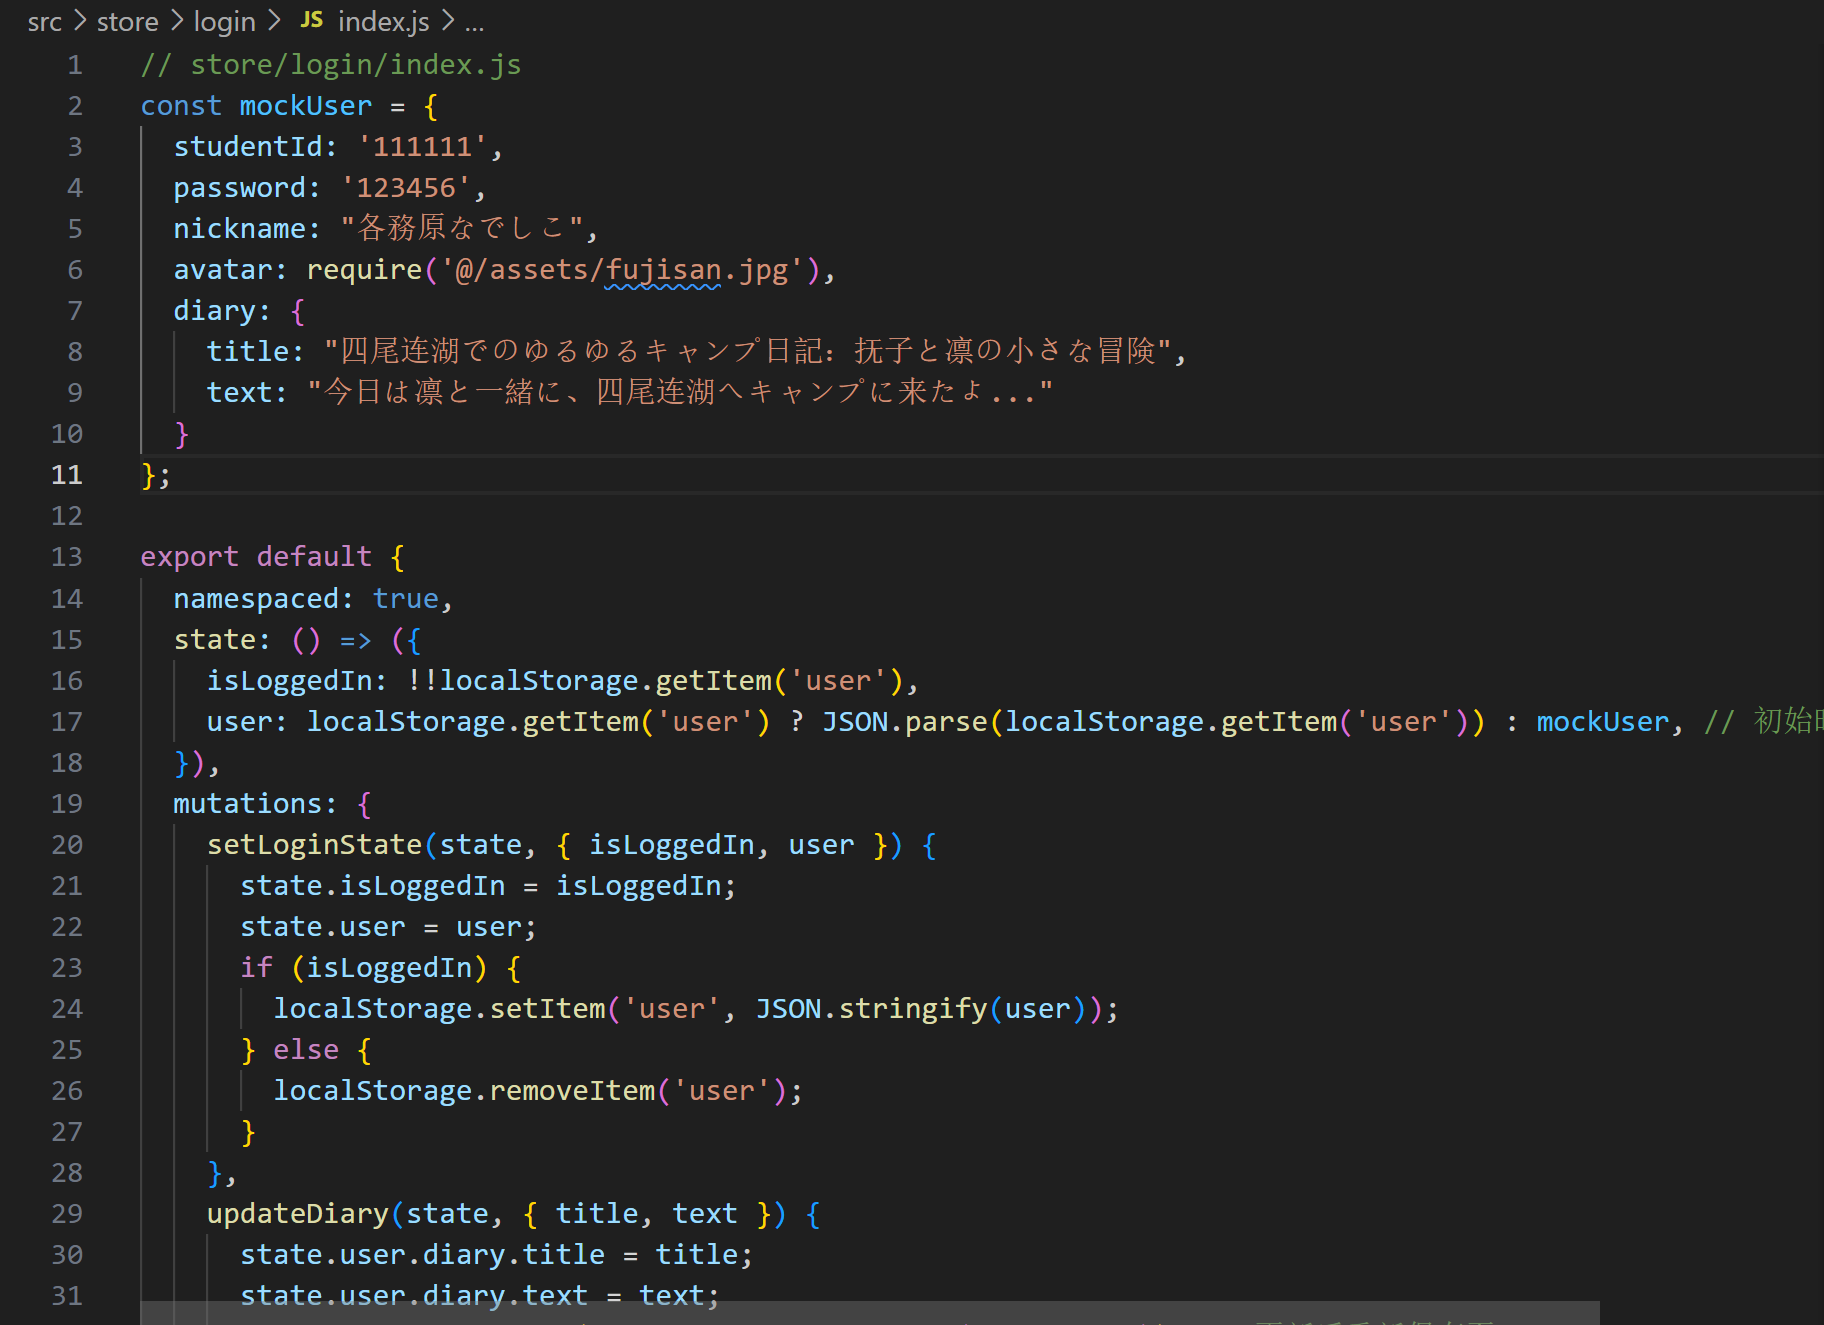 src > store > login > JS index.js > ...
1 // store/login/index.js
2 const mockUser = {
3   studentId: '111111',
4   password: '123456',
5   nickname: "各務原なでしこ",
6   avatar: require('@/assets/fujisan.jpg'),
7   diary: {
8     title: "四尾连湖でのゆるゆるキャンプ日記：抚子と凛の小さな冒険",
9     text: "今日は凛と一緒に、四尾连湖へキャンプに来たよ..."
10   }
11 };
12
13 export default {
14   namespaced: true,
15   state: () => ({
16     isLoggedIn: !!localStorage.getItem('user'),
17     user: localStorage.getItem('user') ? JSON.parse(localStorage.getItem('user')) : mockUser, // 初始
18   }),
19   mutations: {
20     setLoginState(state, { isLoggedIn, user }) {
21       state.isLoggedIn = isLoggedIn;
22       state.user = user;
23       if (isLoggedIn) {
24         localStorage.setItem('user', JSON.stringify(user));
25       } else {
26         localStorage.removeItem('user');
27       }
28     },
29     updateDiary(state, { title, text }) {
30       state.user.diary.title = title;
31       state.user.diary.text = text;